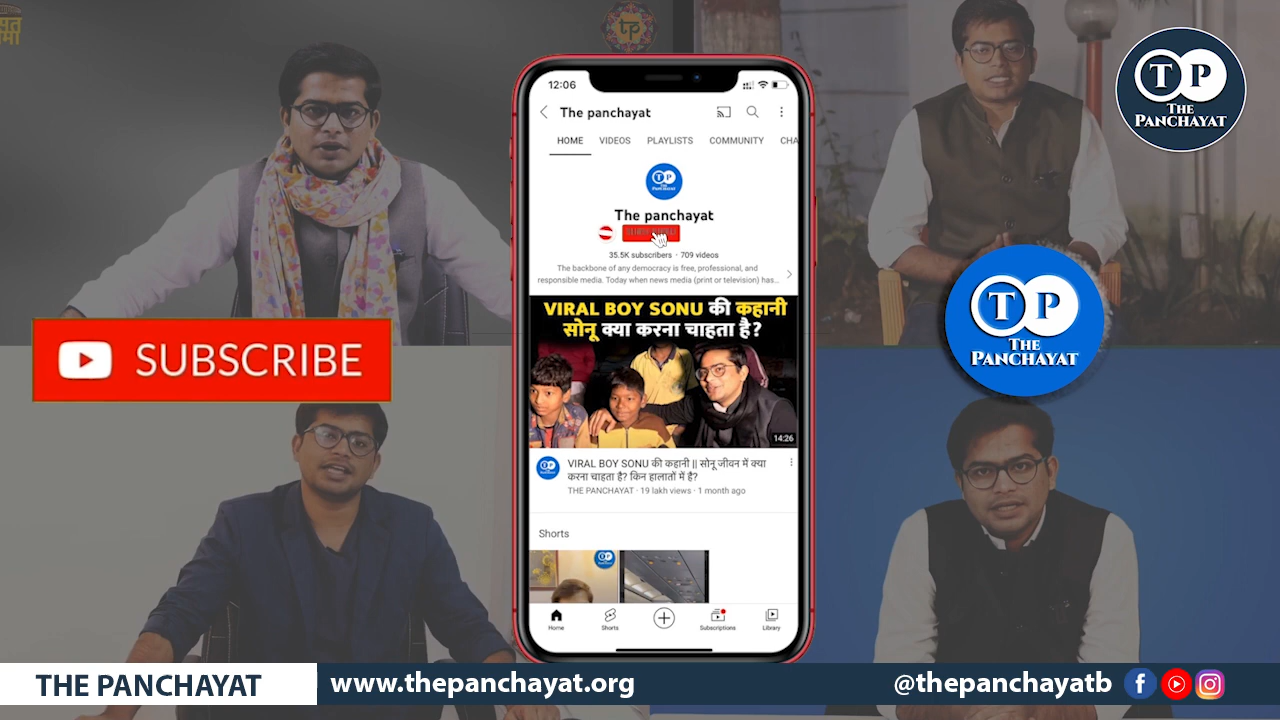 tp
TP
THE
PANCHAYAT
12:06
The panchayat
HOME VIDEOS PLAYLISTS COMMUNITY CHA
TP
THE
PANCHAYAT
The panchayat
35.5K subscribers · 709 videos
The backbone of any democracy is free, professional, and
responsible media. Today when news media (print or television) has...
VIRAL BOY SONU की कहानी
सोनू क्या करना चाहता है?
14:26
VIRAL BOY SONU की कहानी || सोनू जीवन में क्या
करना चाहता है? किन हालातों में है?
THE PANCHAYAT · 19 lakh views · 1 month ago
Shorts
Home Shorts Subscriptions Library
SUBSCRIBE
TP
THE
PANCHAYAT
THE PANCHAYAT www.thepanchayat.org @thepanchayatb